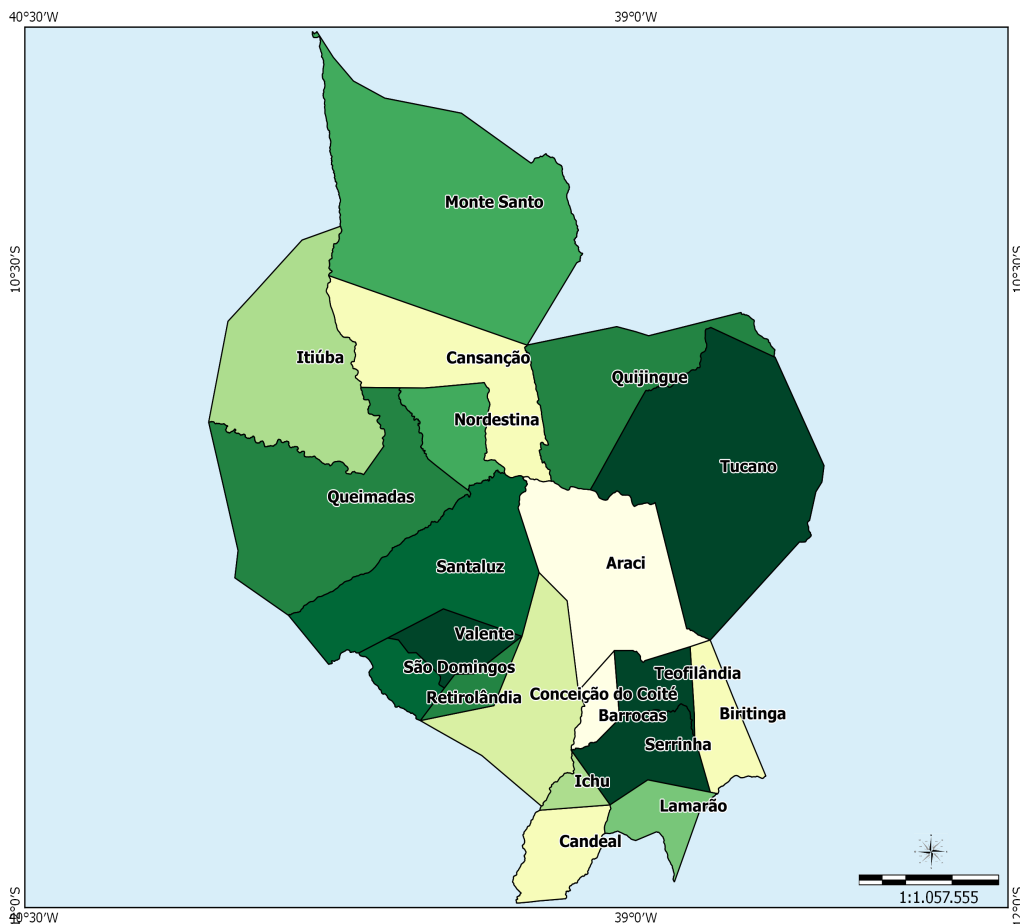 40°30'W 39°0'W
Monte Santo
10°30'S 10°30'S
Itiúba Cansanção
Quijingue
Nordestina
Tucano
Queimadas
Araci
Santaluz
Valente
São Domingos
Teofilândia
Retirolândia Conceição do Coité
Barrocas Biritinga
Serrinha
Ichu
Lamarão
Candeal
1:1.057.555
40°30'W 39°0'W